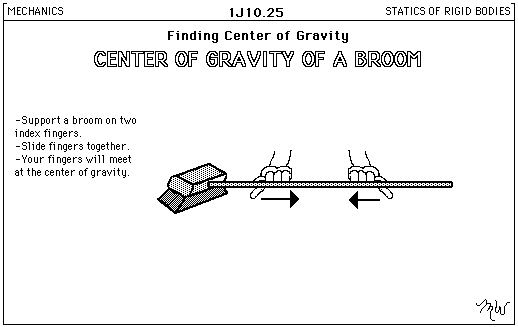 MECHANICS
1J10.25
STATICS OF RIGID BODIES
Finding Center of Gravity
CENTER OF GRAVITY OF A BROOM
-Support a broom on two
index fingers.
-Slide fingers together.
-Your fingers will meet
at the center of gravity.